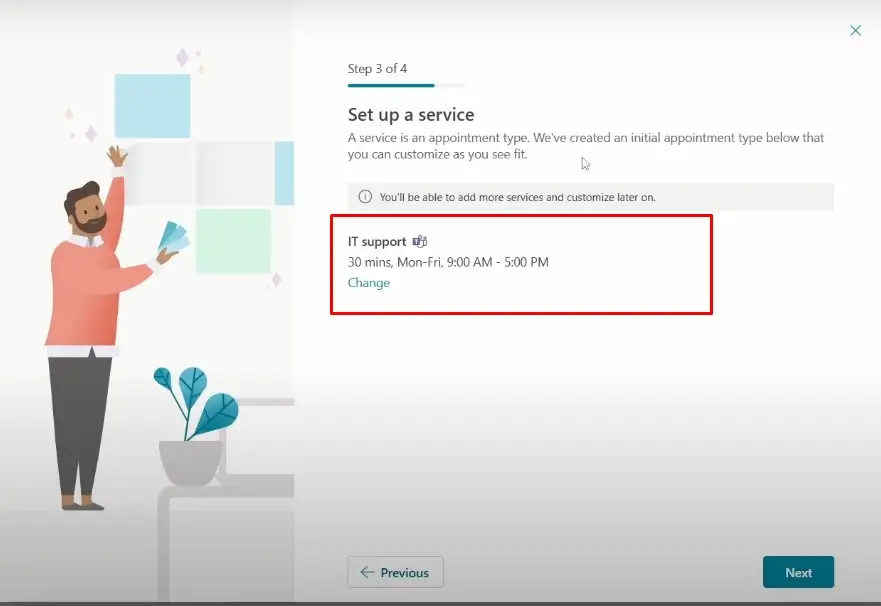 Step 3 of 4
Set up a service
A service is an appointment type. We've created an initial appointment type below that
you can customize as you see fit.
You'll be able to add more services and customize later on.
IT support
30 mins, Mon-Fri, 9:00 AM - 5:00 PM
Change
Previous
Next